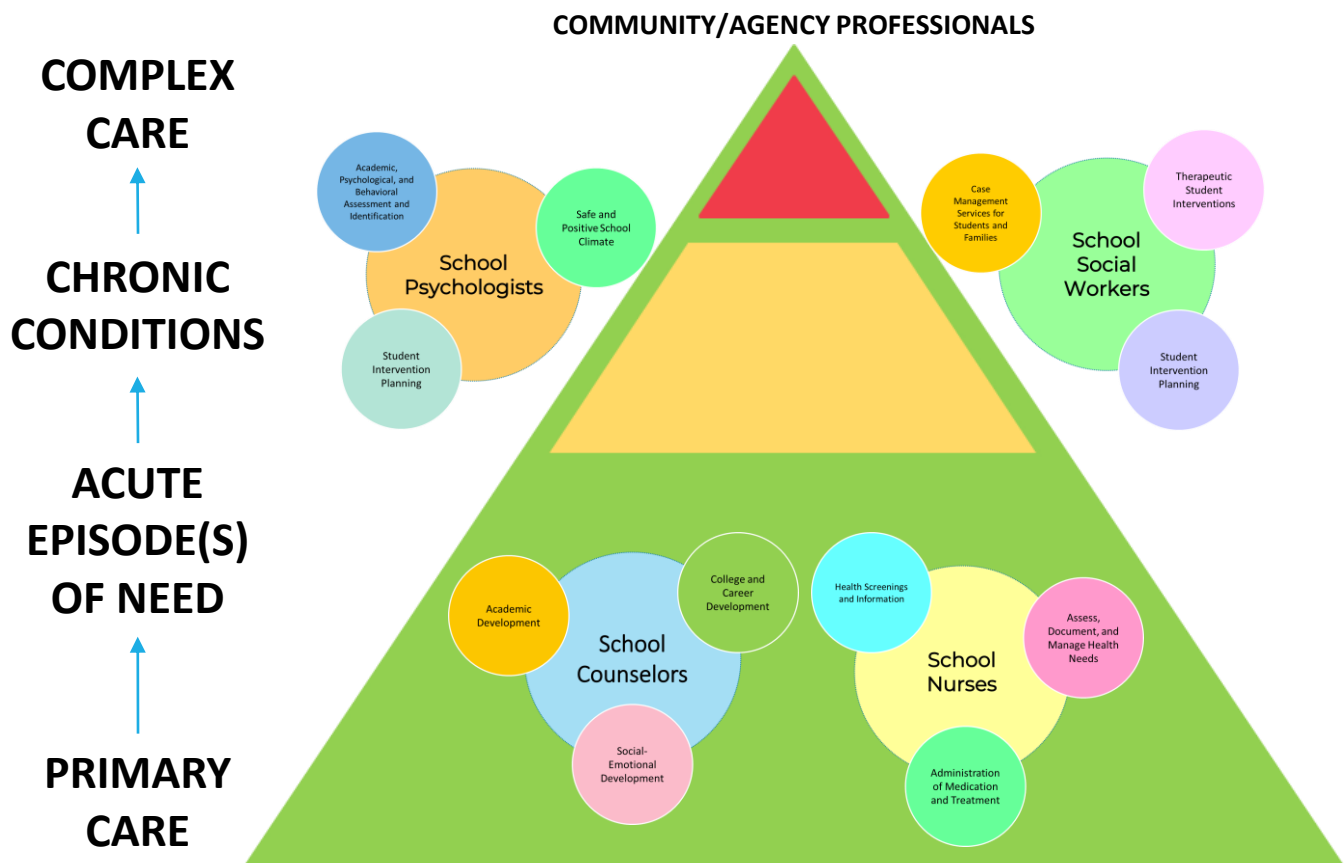 COMMUNITY/AGENCY PROFESSIONALS
COMPLEX
CARE
CHRONIC
CONDITIONS
ACUTE
EPISODE(S)
OF NEED
PRIMARY
CARE
Academic,
Psychological, and
Behavioral
Assessment and
Identification
Safe and
Positive School
Climate
School
Psychologists
Student
Intervention
Planning
Case
Management
Services for
Students and
Families
Therapeutic
Student
Interventions
School
Social
Workers
Student
Intervention
Planning
Academic
Development
College and
Career
Development
School
Counselors
Social-
Emotional
Development
Health Screenings
and Information
Assess,
Document, and
Manage Health
Needs
School
Nurses
Administration
of Medication
and Treatment